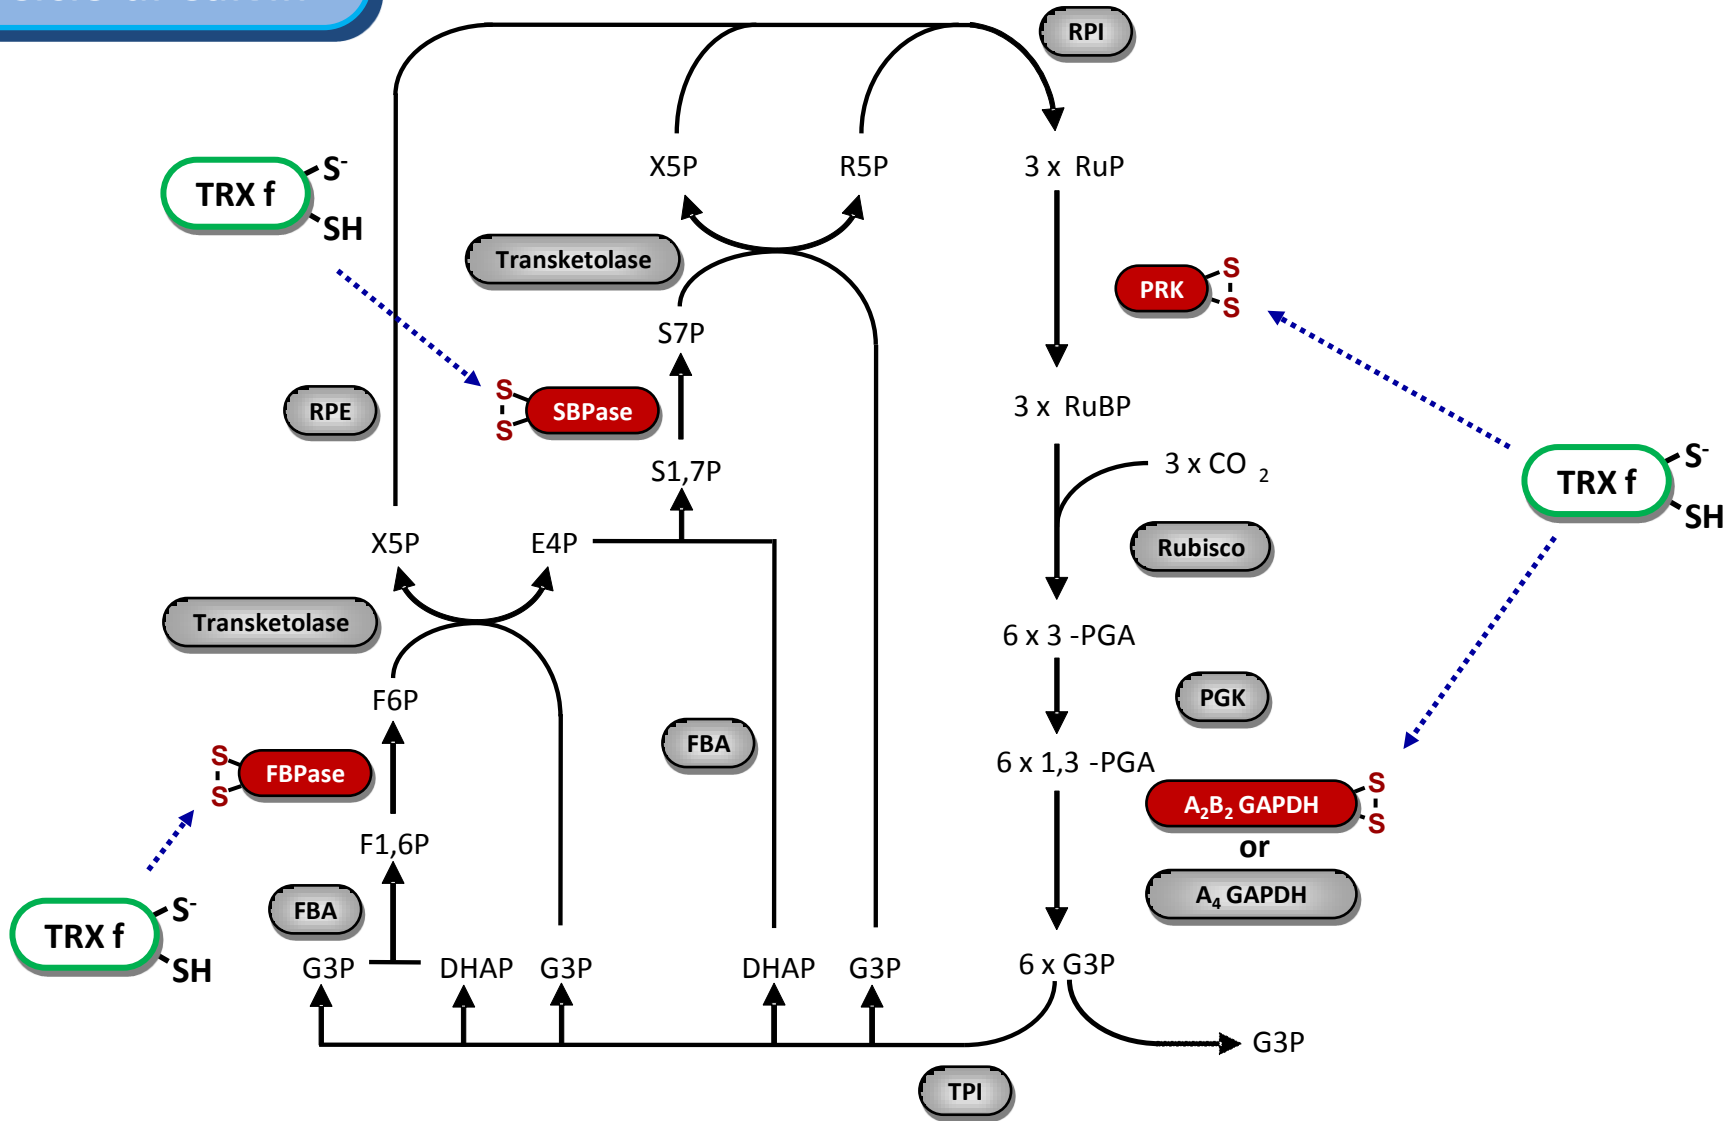 RPI
X5P
R5P
3 x RuP
TRX f
S-
SH
Transketolase
PRK
S
S
S7P
RPE
S
S
SBPase
3 x RuBP
S1,7P
3 x CO 2
TRX f
S-
SH
X5P
E4P
Rubisco
Transketolase
6 x 3 -PGA
F6P
PGK
FBA
S
S
FBPase
6 x 1,3 -PGA
A2B2 GAPDH
S
S
or
F1,6P
A4 GAPDH
FBA
TRX f
S-
SH
G3P
DHAP
G3P
DHAP
G3P
6 x G3P
G3P
TPI